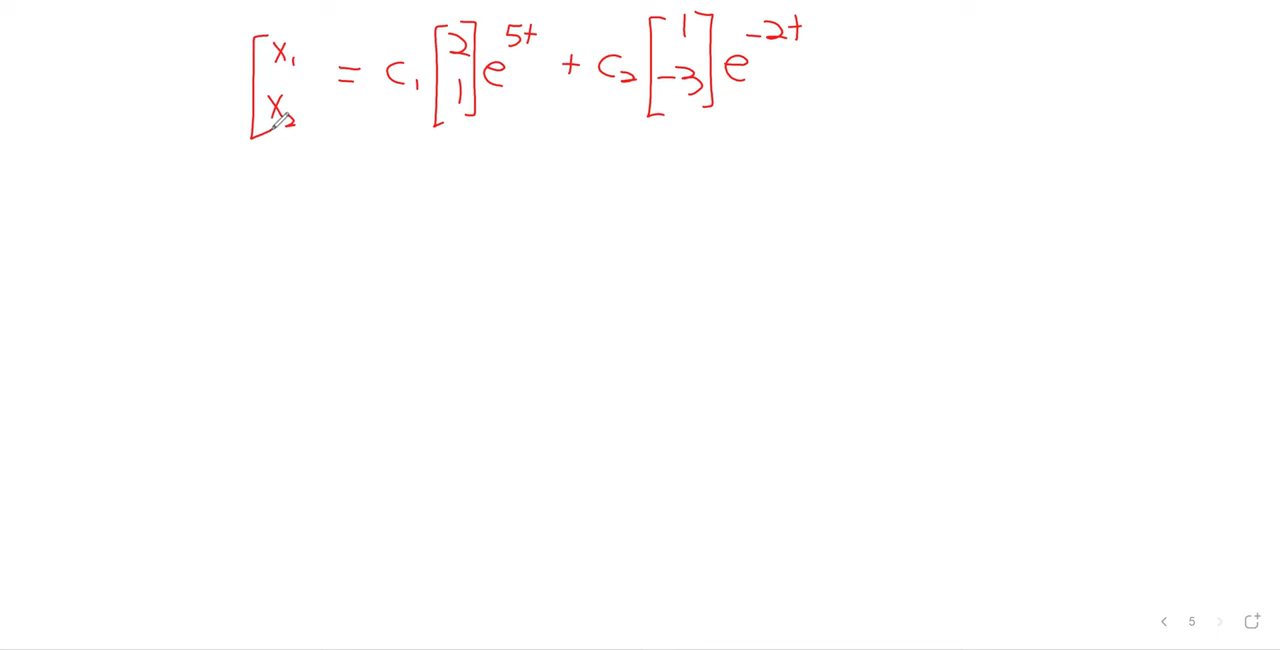 [x₁ x₂ = c₁ [2 1] e^5t + c₂ [1 -3] e^-2t
5